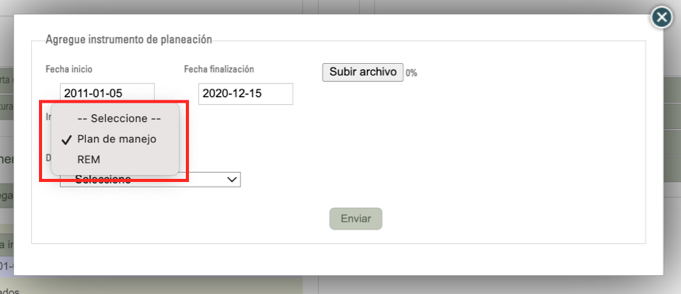 Agregue instrumento de planeación
Fecha inicio
Fecha finalización
Subir archivo 0%
2011-01-05
2020-12-15
-- Seleccione --
✓ Plan de manejo
REM
Seleccione
Enviar